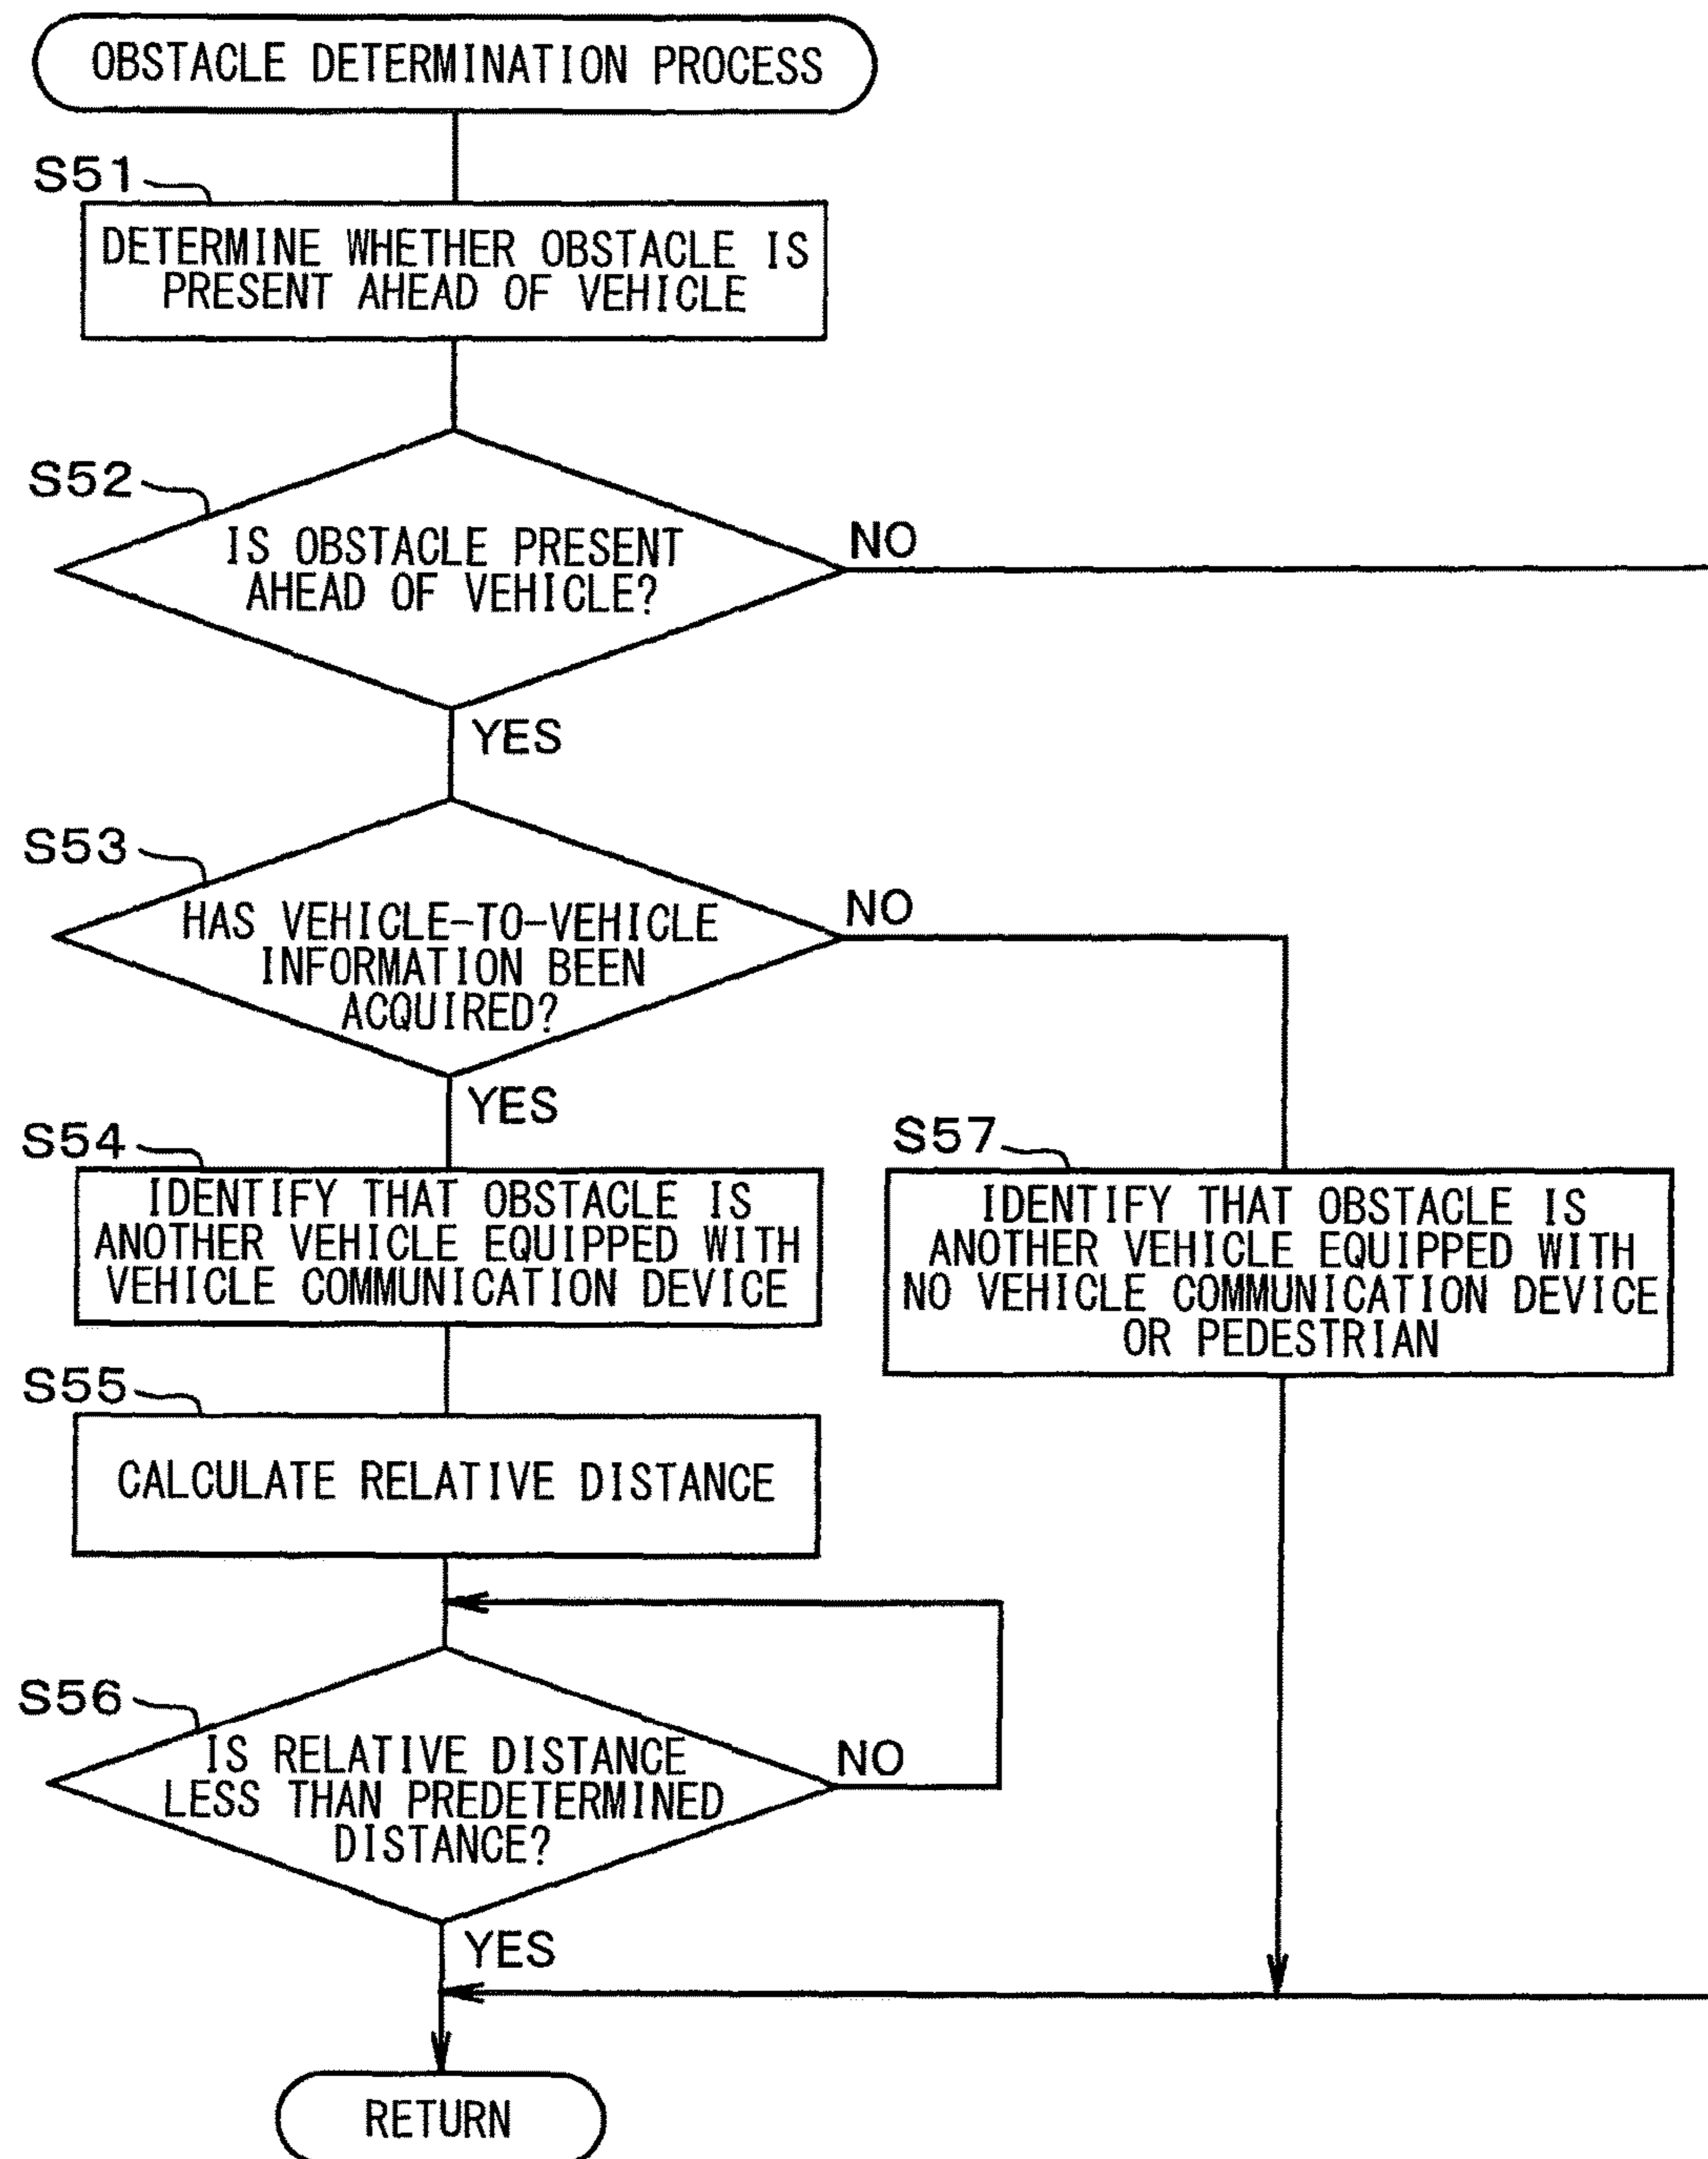 OBSTACLE DETERMINATION PROCESS
S51
DETERMINE WHETHER OBSTACLE IS
PRESENT AHEAD OF VEHICLE
S52
IS OBSTACLE PRESENT
AHEAD OF VEHICLE?
NO
YES
S53
HAS VEHICLE-TO-VEHICLE
INFORMATION BEEN
ACQUIRED?
NO
YES
S54
IDENTIFY THAT OBSTACLE IS
ANOTHER VEHICLE EQUIPPED WITH
VEHICLE COMMUNICATION DEVICE
S57
IDENTIFY THAT OBSTACLE IS
ANOTHER VEHICLE EQUIPPED WITH
NO VEHICLE COMMUNICATION DEVICE
OR PEDESTRIAN
S55
CALCULATE RELATIVE DISTANCE
S56
IS RELATIVE DISTANCE
LESS THAN PREDETERMINED
DISTANCE?
NO
YES
RETURN